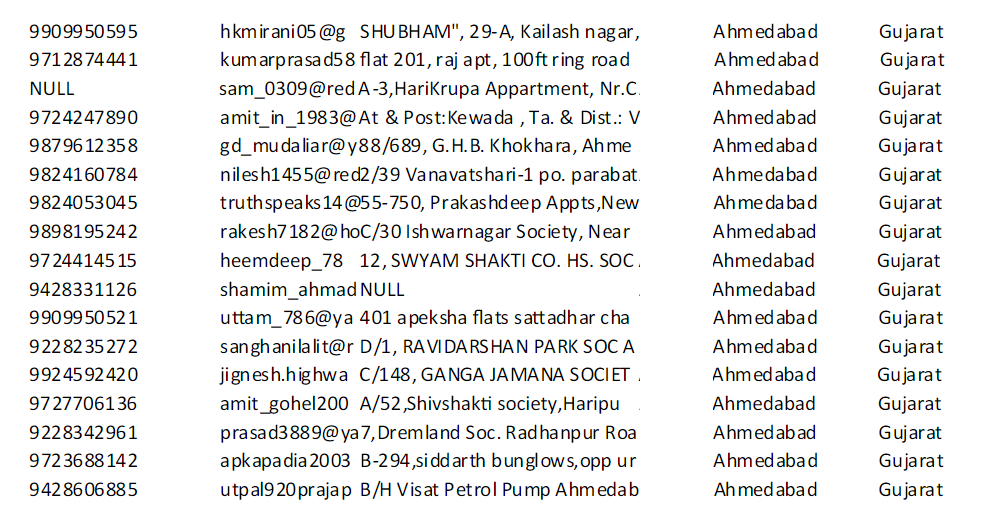 9909950595 hkmirani05@g SHUBHAM", 29-A, Kailash nagar, Ahmedabad Gujarat
9712874441 kumarprasad58 flat 201, raj apt, 100ft ring road Ahmedabad Gujarat
NULL sam_0309@red A-3,HariKrupa Appartment, Nr.C. Ahmedabad Gujarat
9724247890 amit_in_1983@ At & Post:Kewada , Ta. & Dist.: V Ahmedabad Gujarat
9879612358 gd_mudaliar@y 88/689, G.H.B. Khokhara, Ahme Ahmedabad Gujarat
9824160784 nilesh1455@red 2/39 Vanavatshari-1 po. parabat Ahmedabad Gujarat
9824053045 truthspeaks14@ 55-750, Prakashdeep Appts,New Ahmedabad Gujarat
9898195242 rakesh7182@ho C/30 Ishwarnagar Society, Near Ahmedabad Gujarat
9724414515 heemdeep_78 12, SWYAM SHAKTI CO. HS. SOC Ahmedabad Gujarat
9428331126 shamim_ahmad NULL Ahmedabad Gujarat
9909950521 uttam_786@ya 401 apeksha flats sattadhar cha Ahmedabad Gujarat
9228235272 sanghanilalit@r D/1, RAVIDARSHAN PARK SOC A Ahmedabad Gujarat
9924592420 jignesh.highwa C/148, GANGA JAMANA SOCIET Ahmedabad Gujarat
9727706136 amit_gohel200 A/52,Shivshakti society,Haripu Ahmedabad Gujarat
9228342961 prasad3889@ya 7,Dremland Soc. Radhanpur Roa Ahmedabad Gujarat
9723688142 apkapadia2003 B-294,siddarth bunglows,opp ur Ahmedabad Gujarat
9428606885 utpal920prajap B/H Visat Petrol Pump Ahmedab Ahmedabad Gujarat